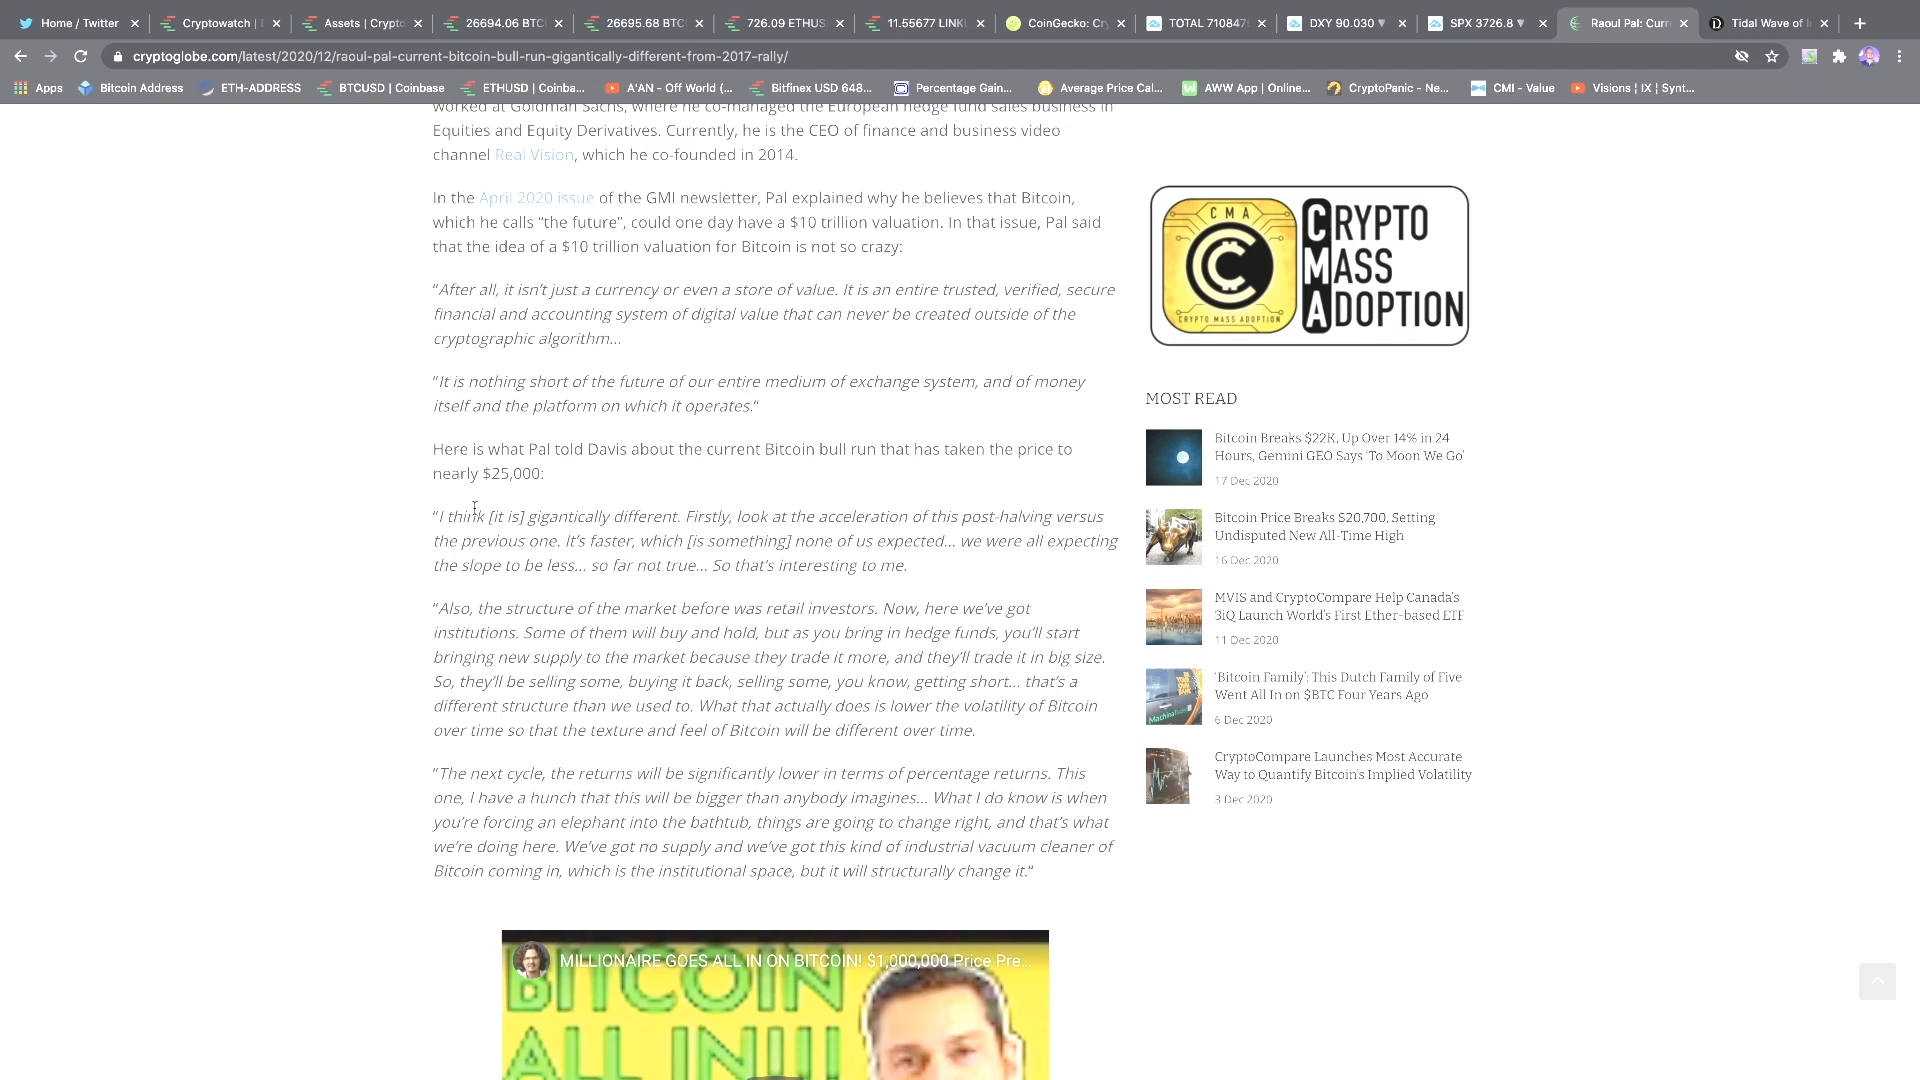 Home / Twitter
Cryptowatch |
Assets | Crypto
26694.06 BTC
26695.68 BTC
726.09 ETHUS
11.55677 LINK
CoinGecko: Cry
TOTAL 71084
DXY 90.030 ▼
SPX 3726.8 ▼
Raoul Pal: Curr
Tidal Wave of I
cryptoglobe.com/latest/2020/12/raoul-pal-current-bitcoin-bull-run-gigantically-different-from-2017-rally/
Apps
Bitcoin Address
ETH-ADDRESS
BTCUSD | Coinbase
ETHUSD | Coinba...
A'AN - Off World (...
Bitfinex USD 648...
Percentage Gain...
Average Price Cal...
AWW App | Online...
CryptoPanic - Ne...
CMI - Value
Visions | IX | Synt...
worked at Goldman Sachs, where he co-managed the European hedge fund sales business in
Equities and Equity Derivatives. Currently, he is the CEO of finance and business video
channel Real Vision, which he co-founded in 2014.
In the April 2020 issue of the GMI newsletter, Pal explained why he believes that Bitcoin,
which he calls “the future”, could one day have a $10 trillion valuation. In that issue, Pal said
that the idea of a $10 trillion valuation for Bitcoin is not so crazy:
“After all, it isn’t just a currency or even a store of value. It is an entire trusted, verified, secure
financial and accounting system of digital value that can never be created outside of the
cryptographic algorithm…
“It is nothing short of the future of our entire medium of exchange system, and of money
itself and the platform on which it operates.“
Here is what Pal told Davis about the current Bitcoin bull run that has taken the price to
nearly $25,000:
“I think [it is] gigantically different. Firstly, look at the acceleration of this post-halving versus
the previous one. It’s faster, which [is something] none of us expected… we were all expecting
the slope to be less… so far not true… So that’s interesting to me.
“Also, the structure of the market before was retail investors. Now, here we’ve got
institutions. Some of them will buy and hold, but as you bring in hedge funds, you’ll start
bringing new supply to the market because they trade it more, and they’ll trade it in big size.
So, they’ll be selling some, buying it back, selling some, you know, getting short… that’s a
different structure than we used to. What that actually does is lower the volatility of Bitcoin
over time so that the texture and feel of Bitcoin will be different over time.
“The next cycle, the returns will be significantly lower in terms of percentage returns. This
one, I have a hunch that this will be bigger than anybody imagines… What I do know is when
you’re forcing an elephant into the bathtub, things are going to change right, and that’s what
we’re doing here. We’ve got no supply and we’ve got this kind of industrial vacuum cleaner of
Bitcoin coming in, which is the institutional space, but it will structurally change it.“
MILLIONAIRE GOES ALL IN ON BITCOIN! $1,000,000 Price Pre...
BITCOIN
ALL IN!!!
CMA
CRYPTO MASS ADOPTION
CRYPTO
MASS
ADOPTION
MOST READ
Bitcoin Breaks $22K, Up Over 14% in 24
Hours, Gemini CEO Says ‘To Moon We Go’
17 Dec 2020
Bitcoin Price Breaks $20,700, Setting
Undisputed New All-Time High
16 Dec 2020
MVIS and CryptoCompare Help Canada’s
3iQ Launch World’s First Ether-based ETF
11 Dec 2020
‘Bitcoin Family’: This Dutch Family of Five
Went All In on $BTC Four Years Ago
6 Dec 2020
CryptoCompare Launches Most Accurate
Way to Quantify Bitcoin’s Implied Volatility
3 Dec 2020